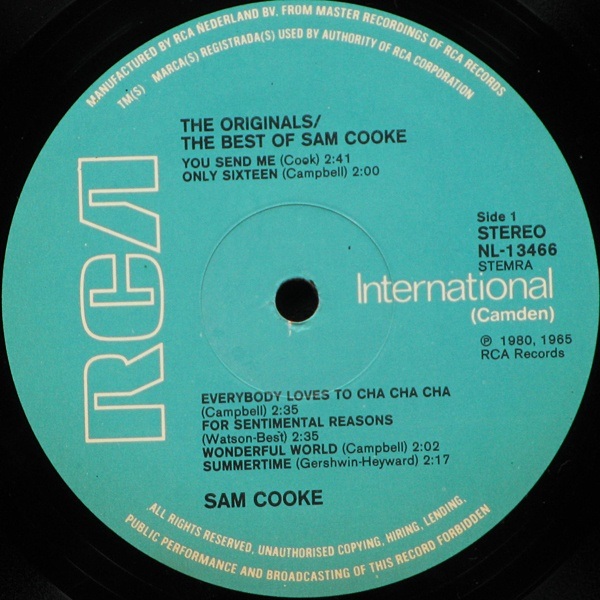 MANUFACTURED BY RCA NEDERLAND BV. FROM MASTER RECORDINGS OF RCA RECORDS
TM(S) MARCA(S) REGISTRADA(S) USED BY AUTHORITY OF RCA CORPORATION
RCA
THE ORIGINALS/
THE BEST OF SAM COOKE
YOU SEND ME (Cook) 2:41
ONLY SIXTEEN (Campbell) 2:00
Side 1
STEREO
NL-13466
STEMRA
International
(Camden)
℗ 1980, 1965
RCA Records
EVERYBODY LOVES TO CHA CHA CHA
(Campbell) 2:35
FOR SENTIMENTAL REASONS
(Watson-Best) 2:35
WONDERFUL WORLD (Campbell) 2:02
SUMMERTIME (Gershwin-Heyward) 2:17
SAM COOKE
ALL RIGHTS RESERVED. UNAUTHORISED COPYING, HIRING, LENDING,
PUBLIC PERFORMANCE AND BROADCASTING OF THIS RECORD FORBIDDEN